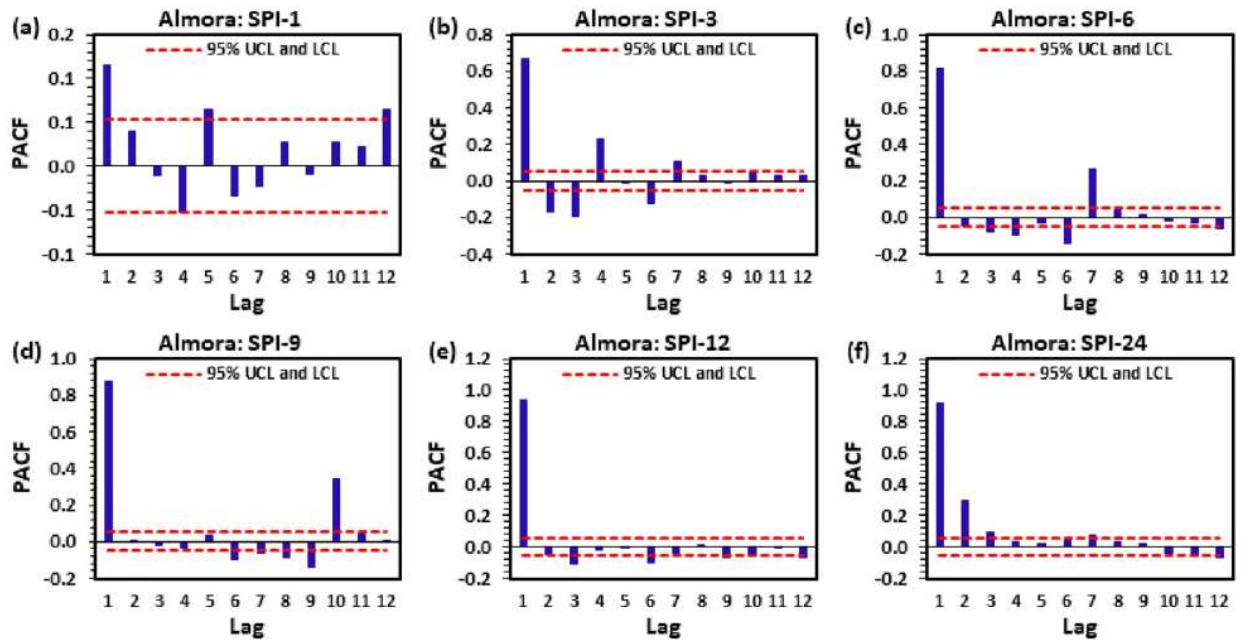 (a) Almora: SPI-1
0.2
0.1
0.1
0.0
-0.1
-0.1
PACF
95% UCL and LCL
1 2 3 4 5 6 7 8 9 10 11 12
Lag
(b) Almora: SPI-3
0.8
0.6
0.4
0.2
0.0
-0.2
-0.4
PACF
95% UCL and LCL
1 2 3 4 5 6 7 8 9 10 11 12
Lag
(c) Almora: SPI-6
1.0
0.8
0.6
0.4
0.2
0.0
-0.2
PACF
95% UCL and LCL
1 2 3 4 5 6 7 8 9 10 11 12
Lag
(d) Almora: SPI-9
1.0
0.8
0.6
0.4
0.2
0.0
-0.2
PACF
95% UCL and LCL
1 2 3 4 5 6 7 8 9 10 11 12
Lag
(e) Almora: SPI-12
1.2
1.0
0.8
0.6
0.4
0.2
0.0
-0.2
PACF
95% UCL and LCL
1 2 3 4 5 6 7 8 9 10 11 12
Lag
(f) Almora: SPI-24
1.2
1.0
0.8
0.6
0.4
0.2
0.0
-0.2
PACF
95% UCL and LCL
1 2 3 4 5 6 7 8 9 10 11 12
Lag